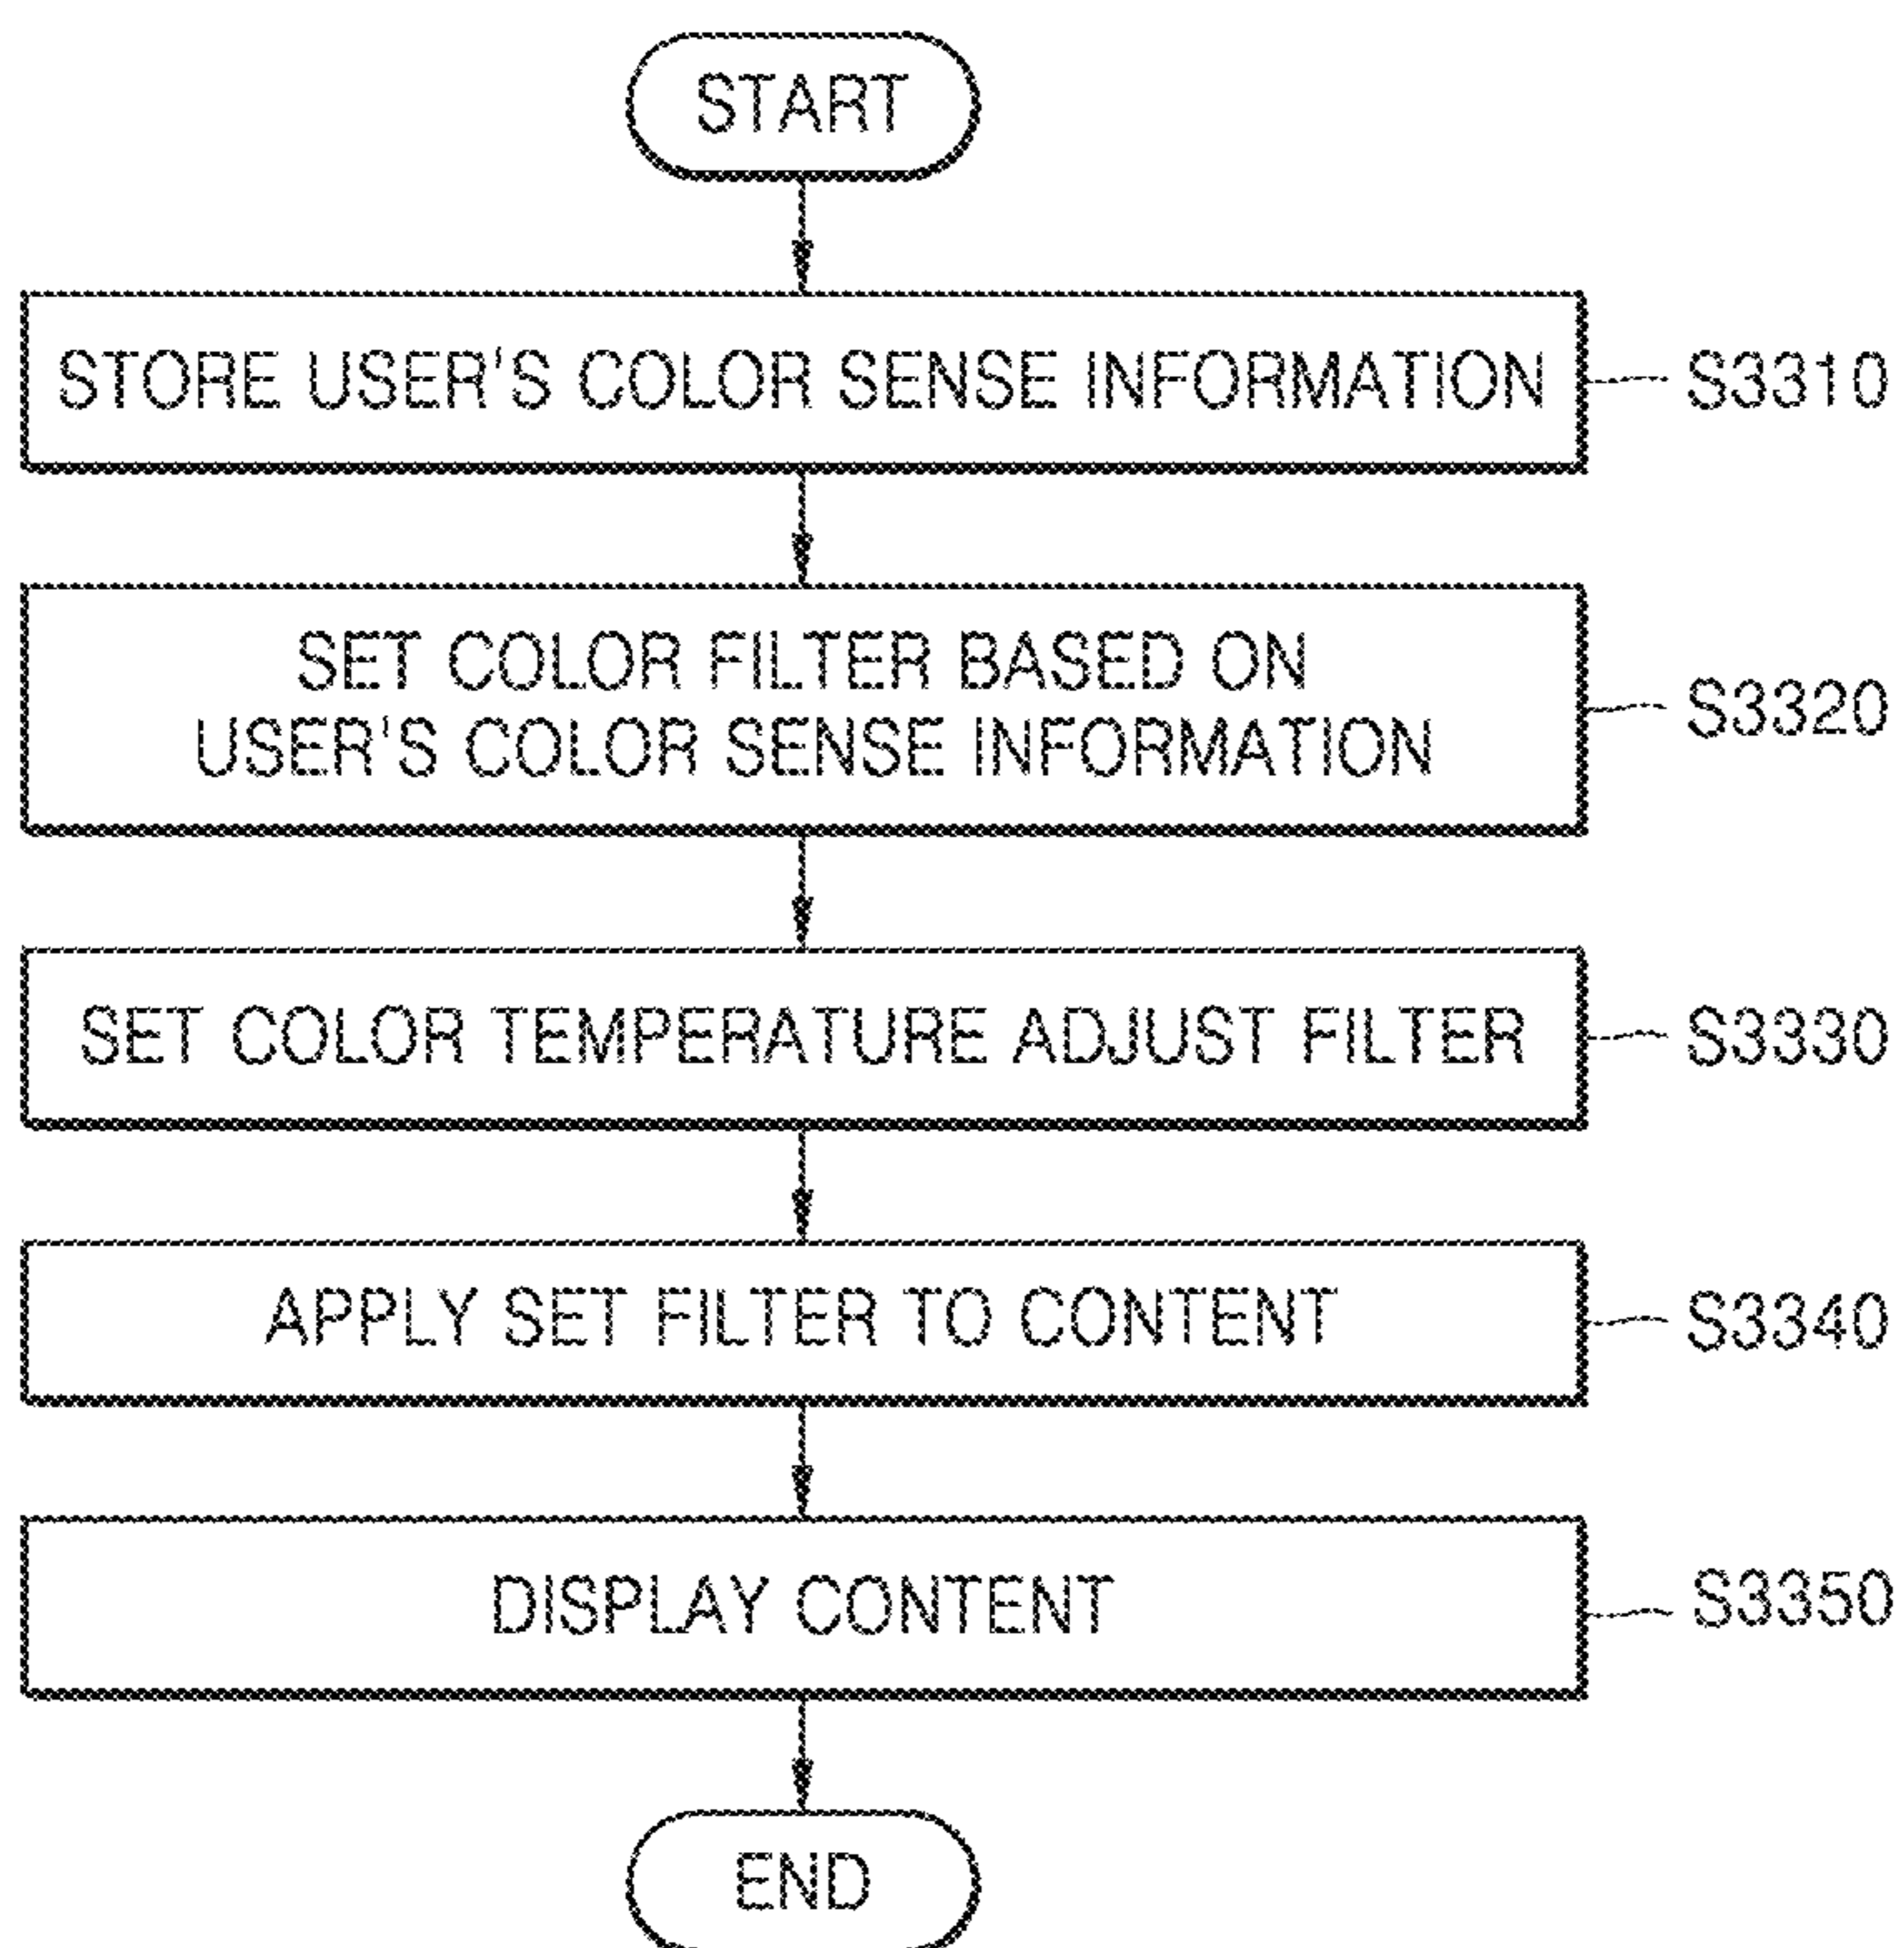 START
STORE USER'S COLOR SENSE INFORMATION
S3310
SET COLOR FILTER BASED ON
USER'S COLOR SENSE INFORMATION
S3320
SET COLOR TEMPERATURE ADJUST FILTER
S3330
APPLY SET FILTER TO CONTENT
S3340
DISPLAY CONTENT
S3350
END